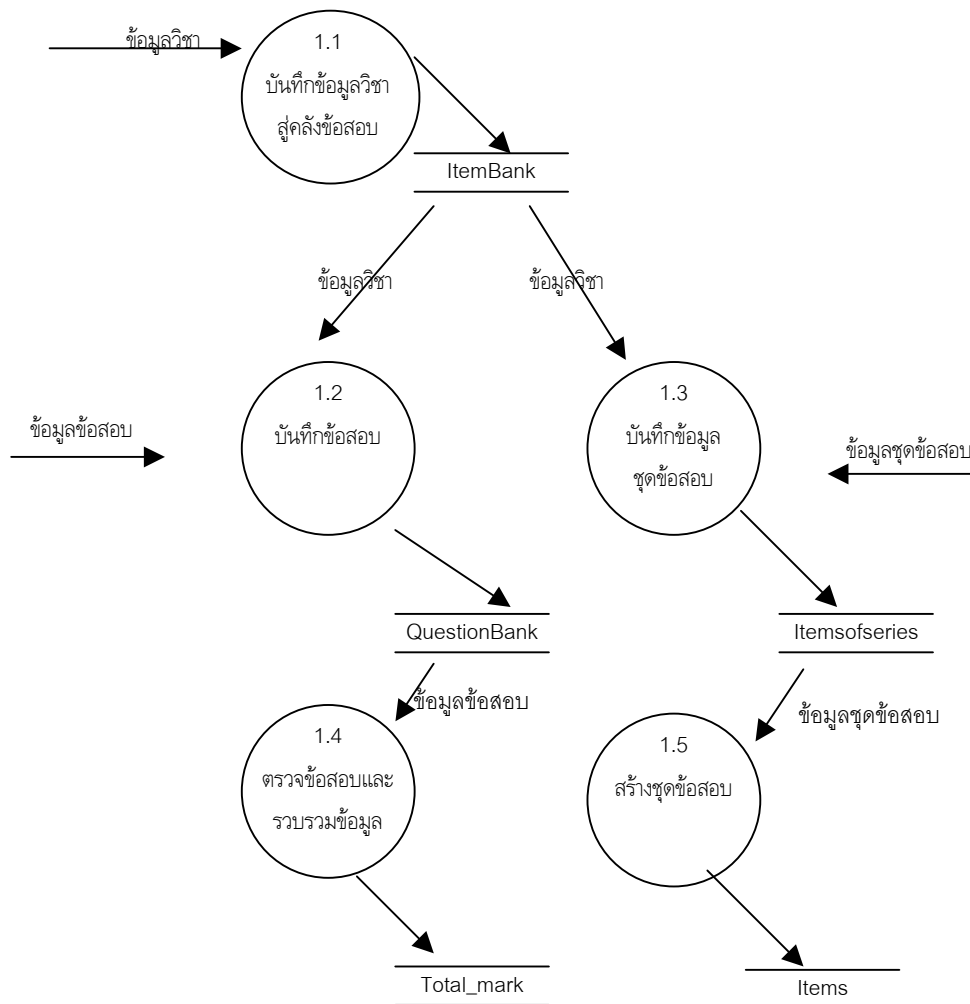 ข้อมูลวิชา
1.1
บันทึกข้อมูลวิชา
สู่คลังข้อสอบ
ItemBank
ข้อมูลวิชา
ข้อมูลวิชา
1.2
บันทึกข้อสอบ
1.3
บันทึกข้อมูล
ชุดข้อสอบ
ข้อมูลข้อสอบ
ข้อมูลชุดข้อสอบ
QuestionBank
Itemsofseries
ข้อมูลข้อสอบ
ข้อมูลชุดข้อสอบ
1.4
ตรวจข้อสอบและ
รวบรวมข้อมูล
1.5
สร้างชุดข้อสอบ
Total_mark
Items